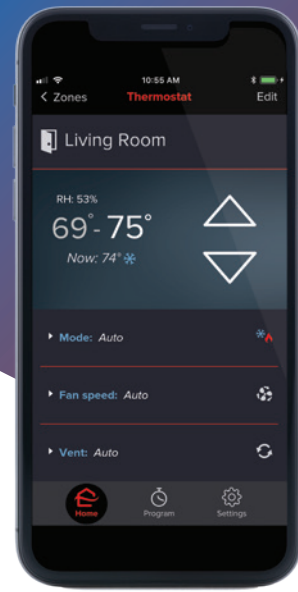 10:55 AM
Zones Thermostat Edit
Living Room
RH: 53%
69°- 75°
Now: 74°
Mode: Auto
Fan speed: Auto
Vent: Auto
Home Program Settings